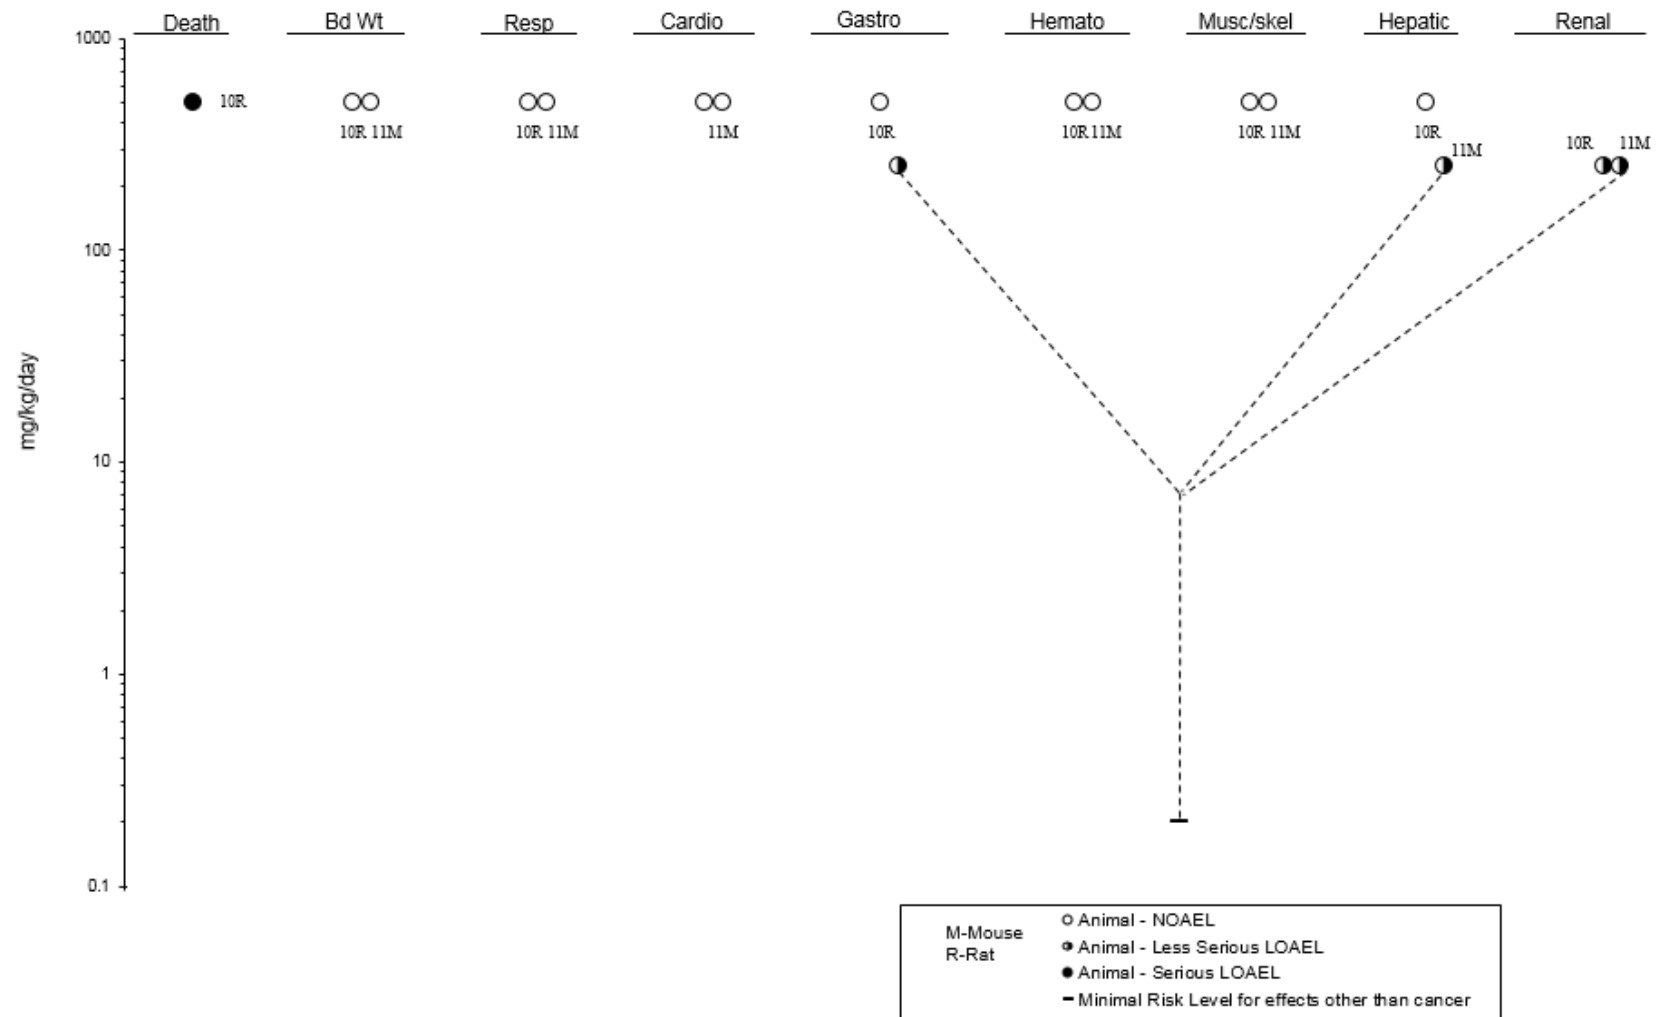 Death Bd Wt Resp Cardio Gastro Hemato Musc/skel Hepatic Renal
1000
10R
10R 11M
10R 11M
11M
10R
10R 11M
10R 11M
10R
11M
10R 11M
100
mg/kg/day
10
1
0.1
M-Mouse
R-Rat
Animal - NOAEL
Animal - Less Serious LOAEL
Animal - Serious LOAEL
Minimal Risk Level for effects other than cancer